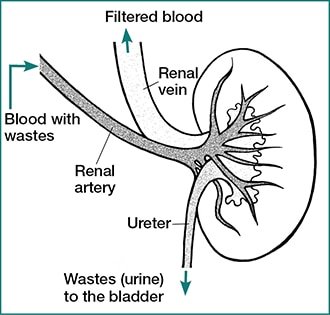 Filtered blood
Renal
vein
Blood with
wastes
Renal
artery
Ureter
Wastes (urine)
to the bladder